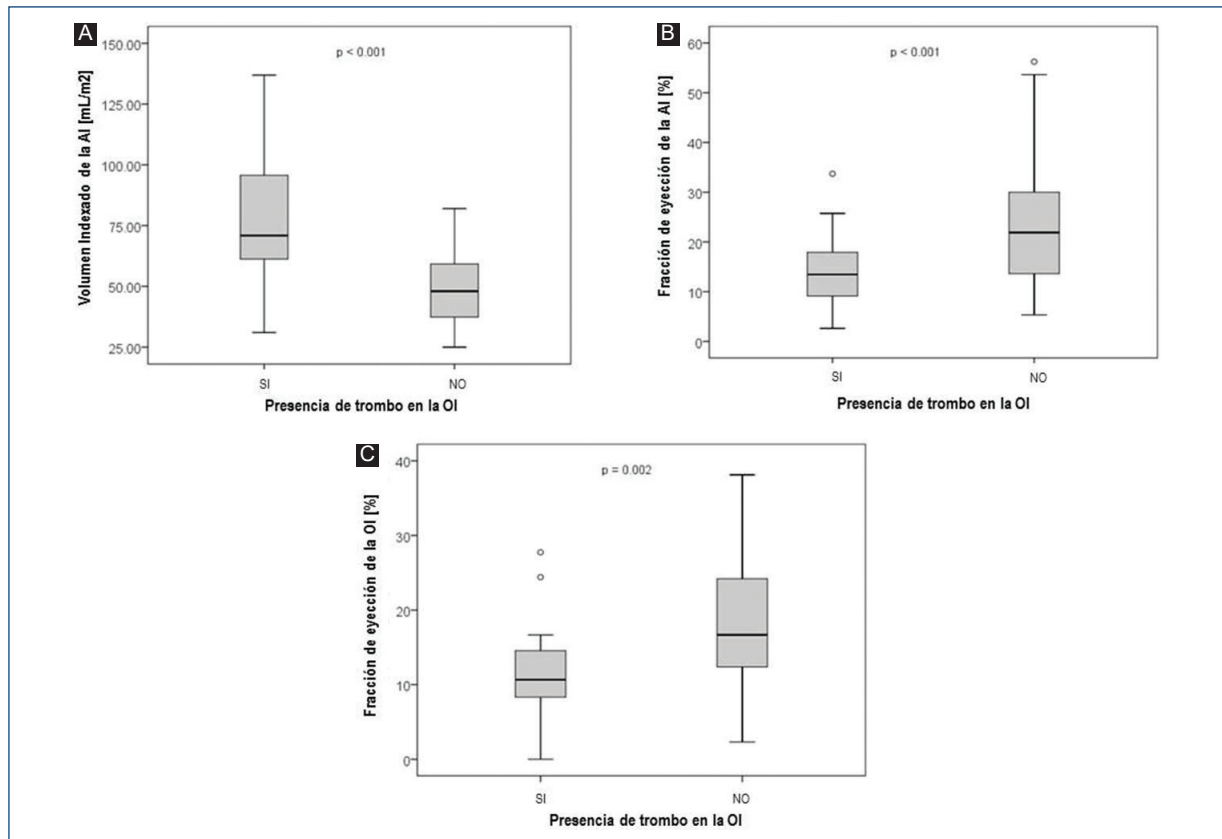 A
p < 0.001
Volumen Indexado de la AI [mL/m2]
150.00
125.00
100.00
75.00
50.00
25.00
SI
NO
Presencia de trombo en la OI
B
p < 0.001
Fracción de eyección de la AI [%]
60
50
40
30
20
10
0
SI
NO
Presencia de trombo en la OI
C
p = 0.002
Fracción de eyección de la OI [%]
40
30
20
10
0
SI
NO
Presencia de trombo en la OI